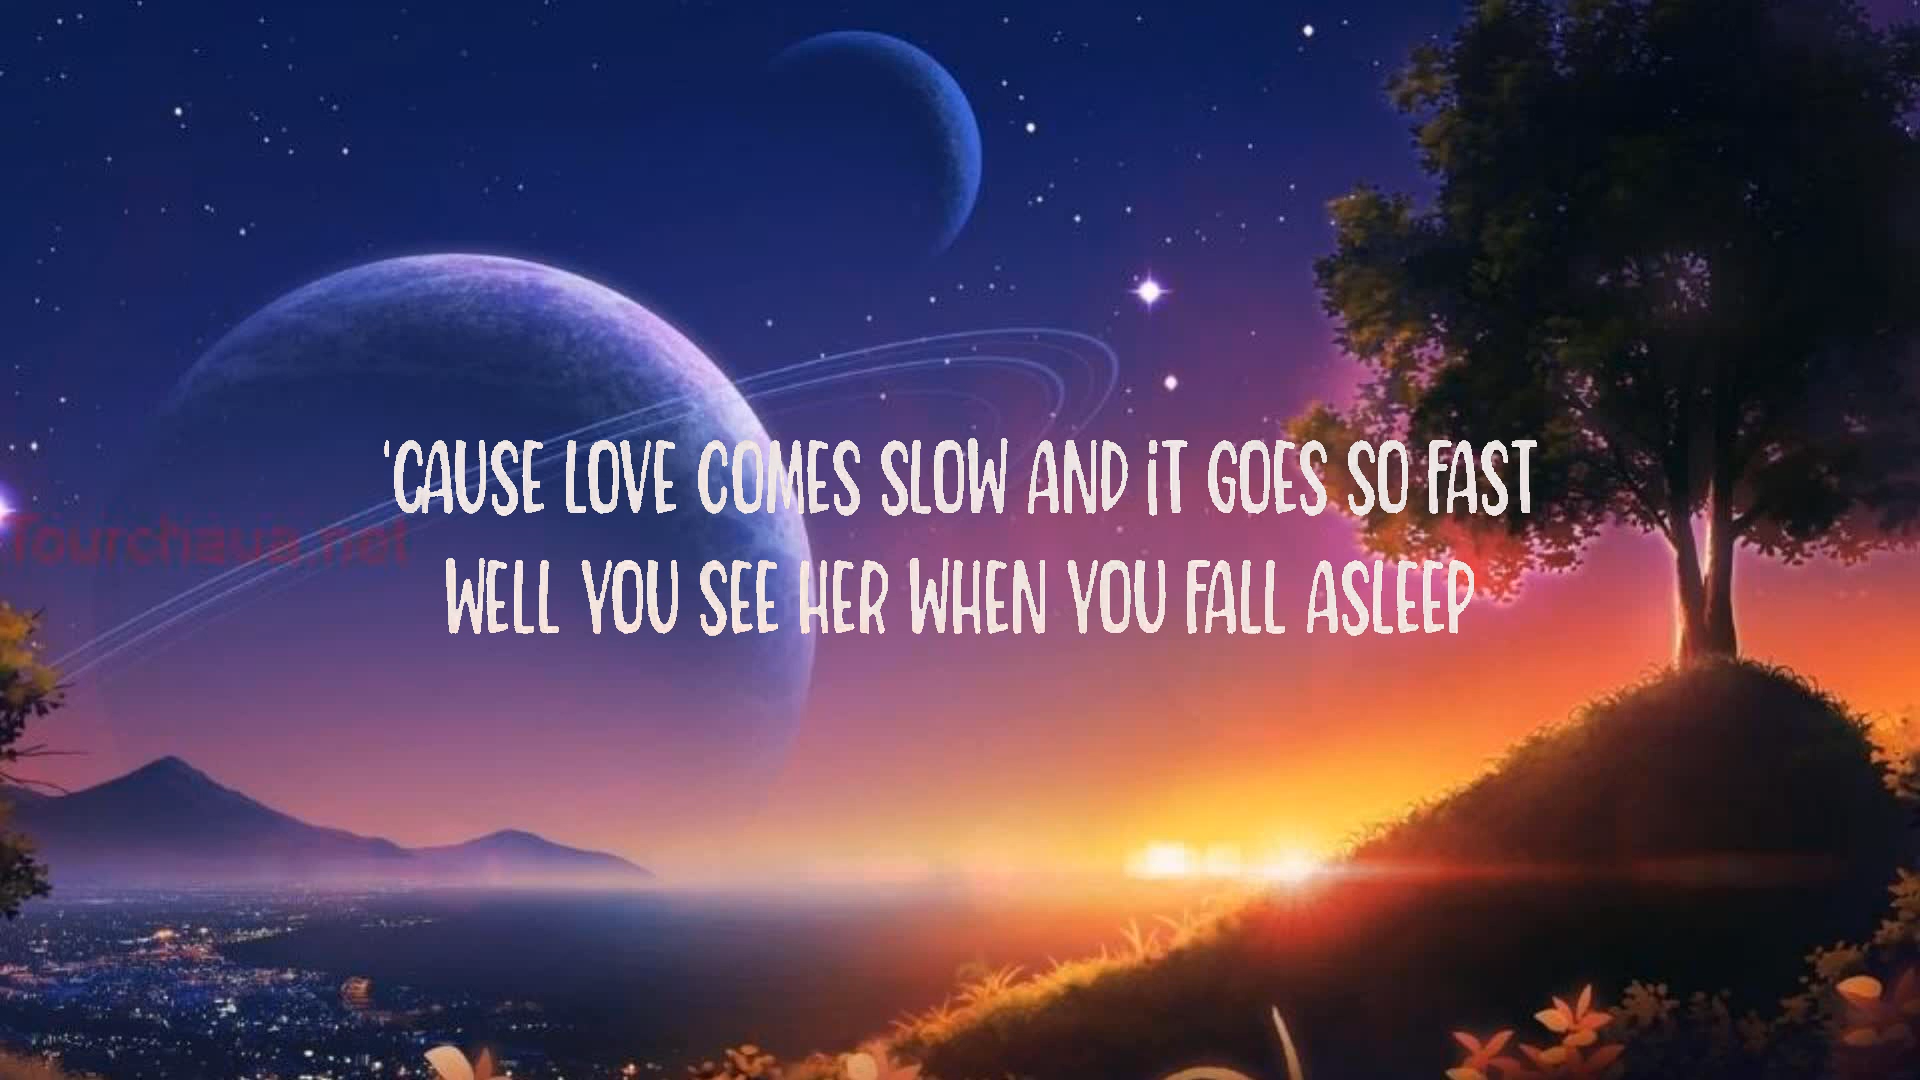 'CAUSE LOVE COMES SLOW AND iT GOES SO FAST
WELL YOU SEE HER WHEN YOU FALL ASLEEP